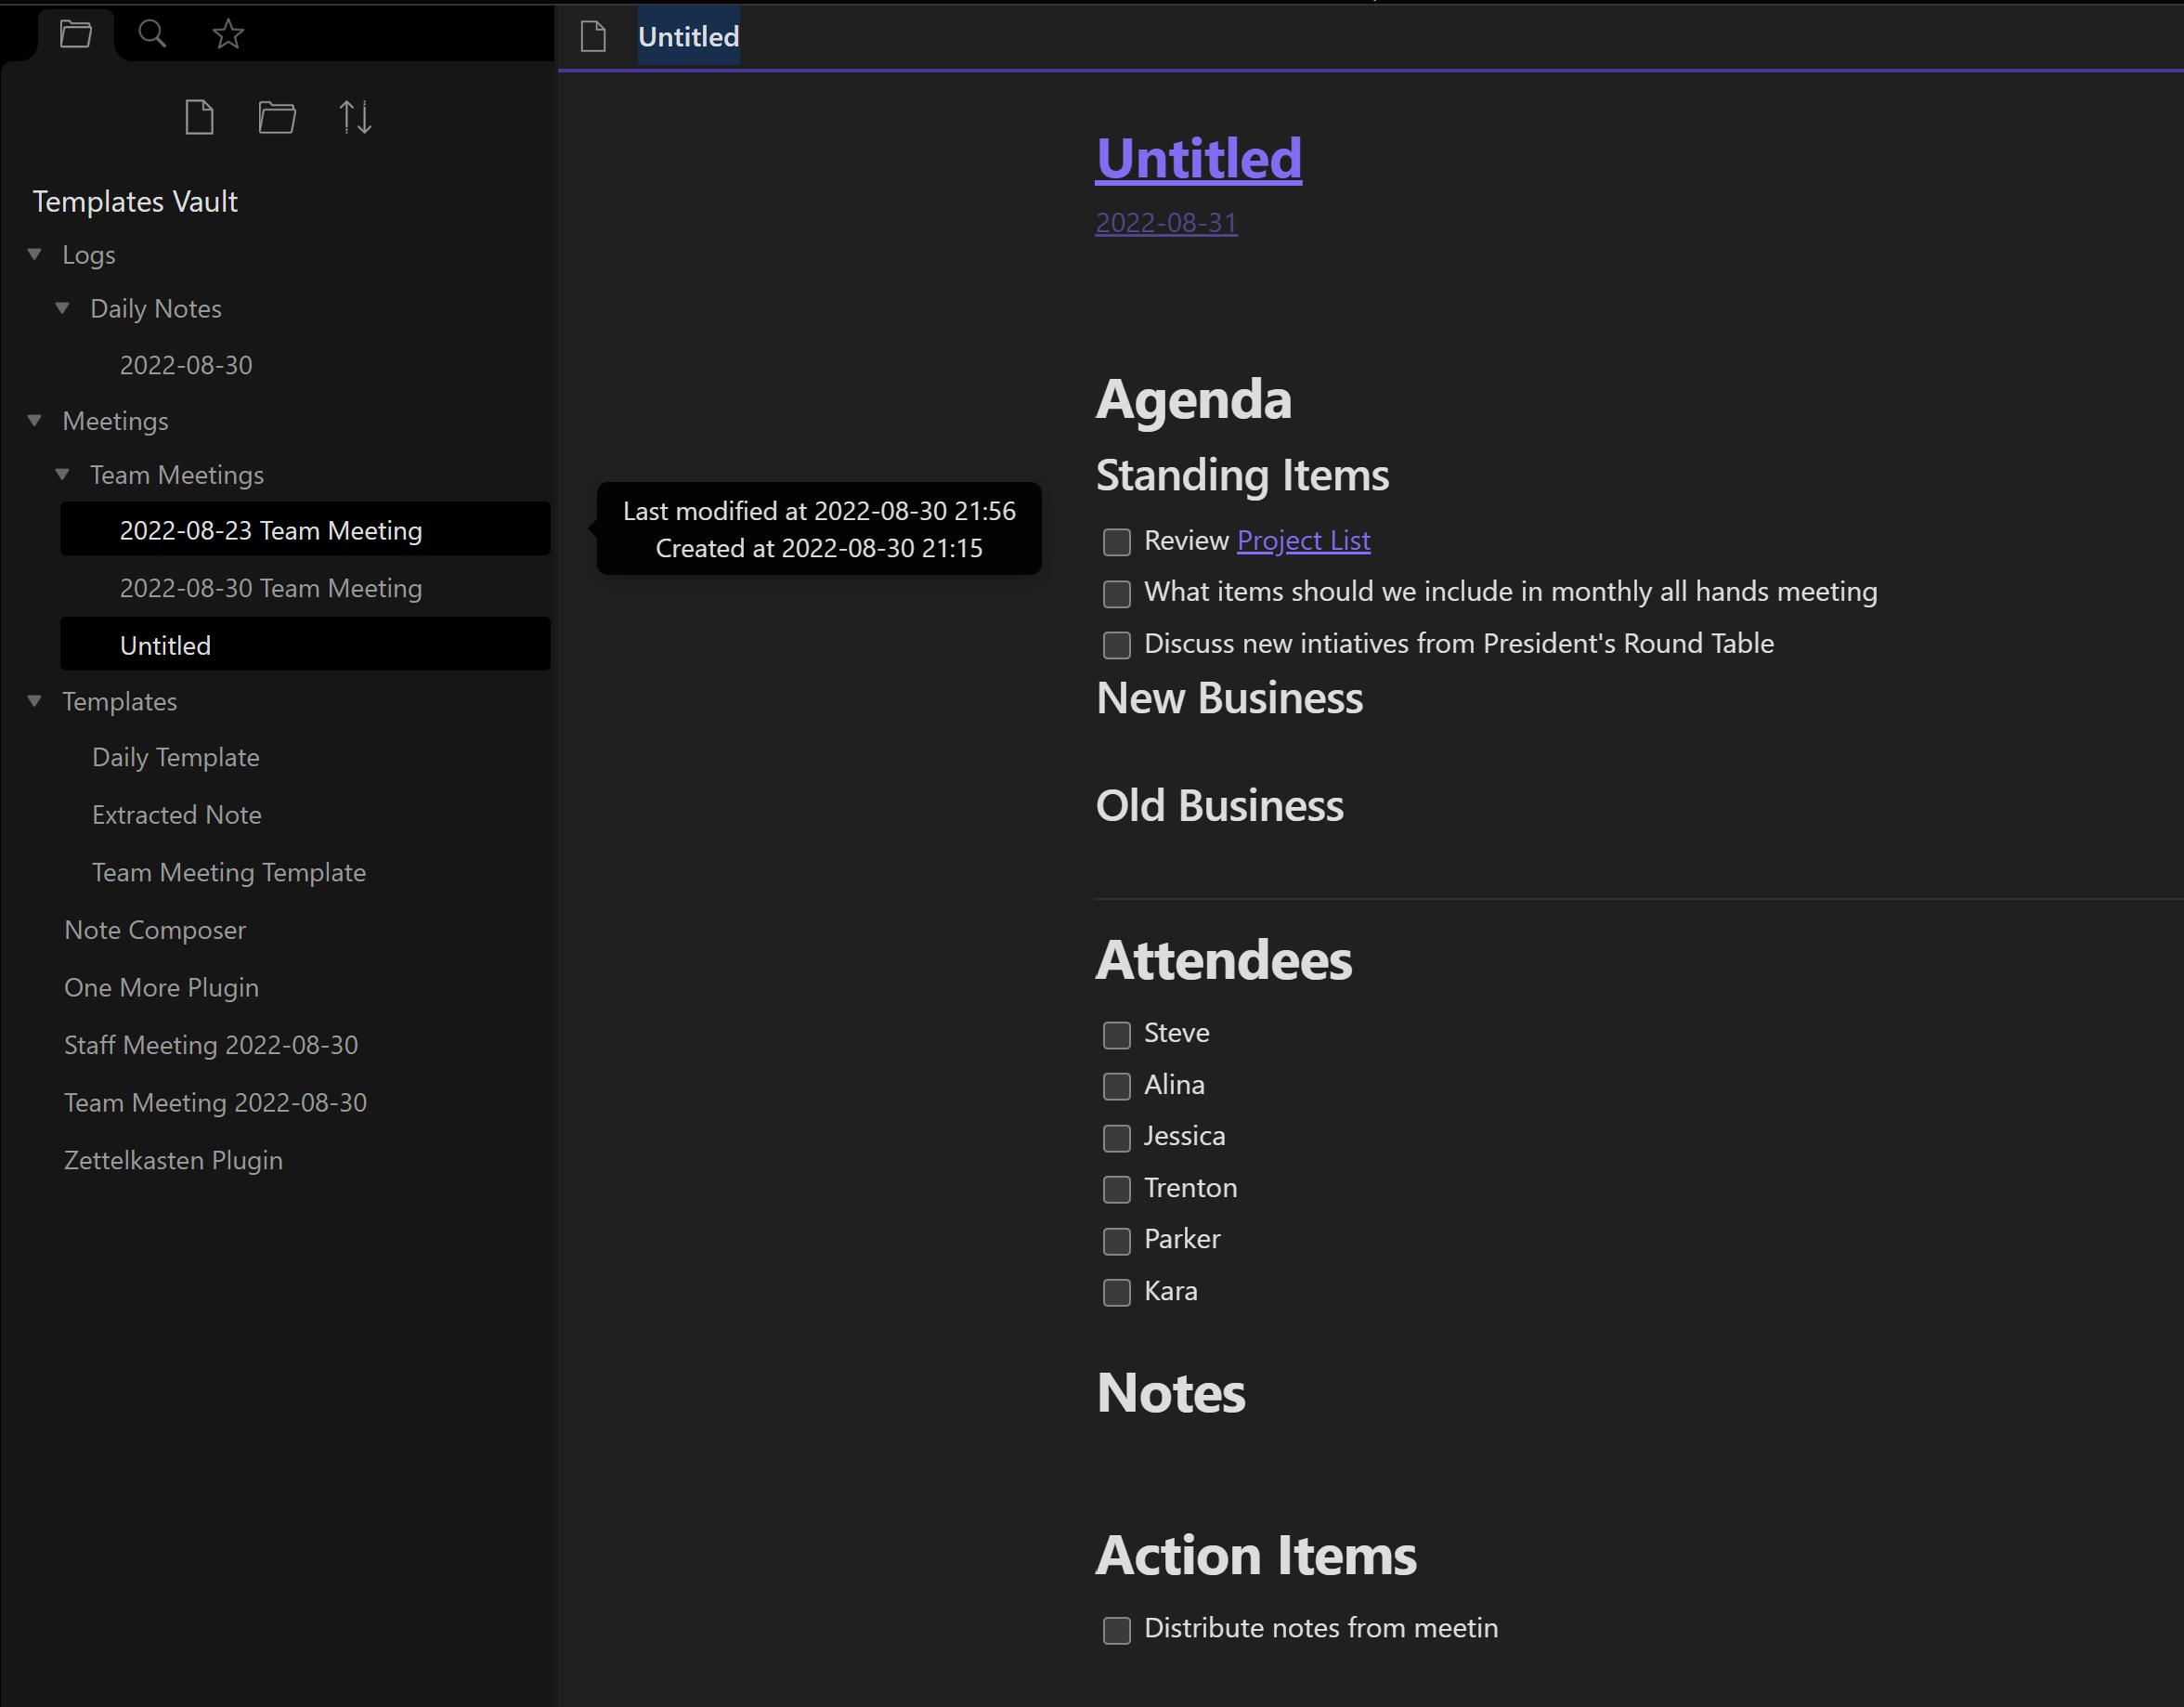 Untitled
Templates Vault
Logs
Daily Notes
2022-08-30
Meetings
Team Meetings
2022-08-23 Team Meeting
2022-08-30 Team Meeting
Untitled
Templates
Daily Template
Extracted Note
Team Meeting Template
Note Composer
One More Plugin
Staff Meeting 2022-08-30
Team Meeting 2022-08-30
Zettelkasten Plugin
Last modified at 2022-08-30 21:56
Created at 2022-08-30 21:15
Untitled
2022-08-31
Agenda
Standing Items
Review Project List
What items should we include in monthly all hands meeting
Discuss new intiatives from President's Round Table
New Business
Old Business
Attendees
Steve
Alina
Jessica
Trenton
Parker
Kara
Notes
Action Items
Distribute notes from meetin